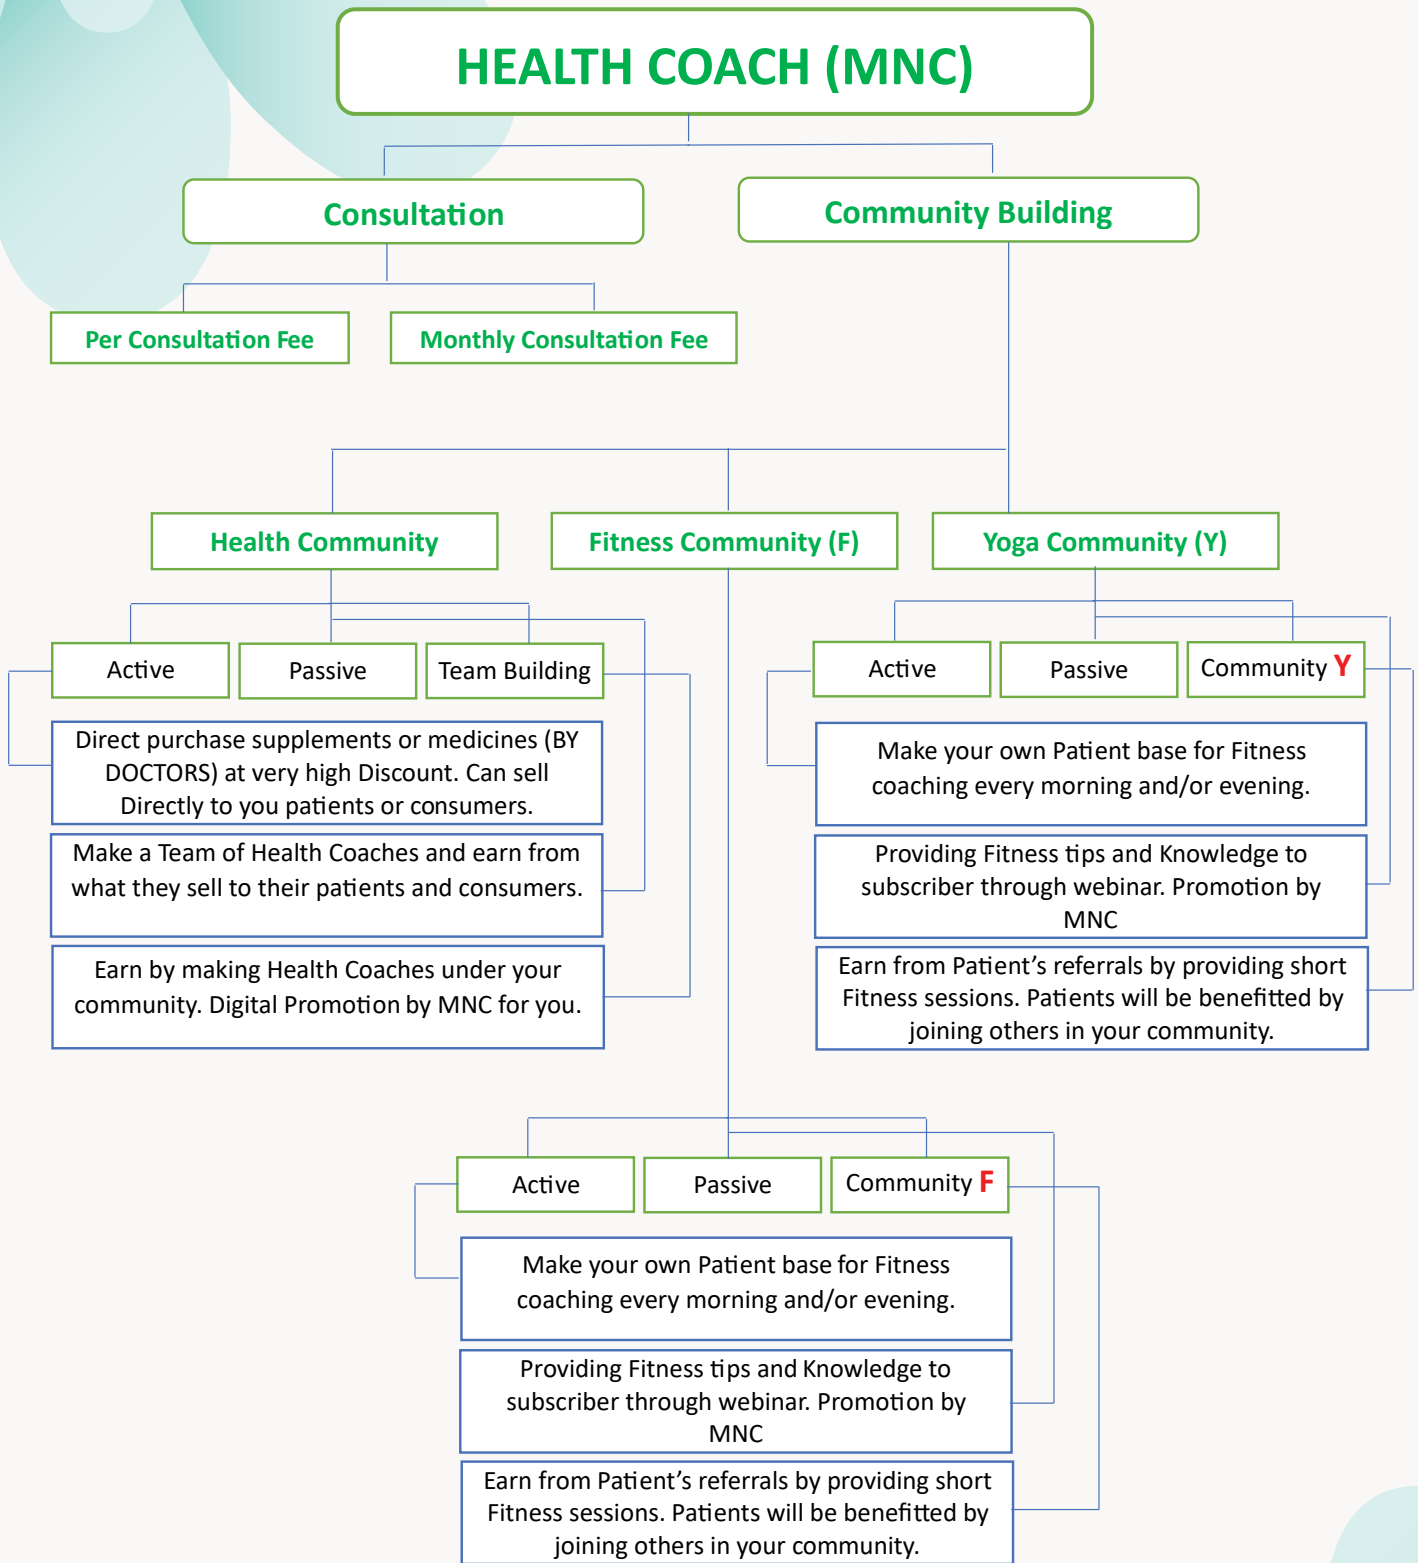 HEALTH COACH (MNC)
Consultation
Community Building
Per Consultation Fee
Monthly Consultation Fee
Health Community
Fitness Community (F)
Yoga Community (Y)
Active
Passive
Team Building
Direct purchase supplements or medicines (BY
DOCTORS) at very high Discount. Can sell
Directly to you patients or consumers.
Make a Team of Health Coaches and earn from
what they sell to their patients and consumers.
Earn by making Health Coaches under your
community. Digital Promotion by MNC for you.
Active
Passive
Community Y
Make your own Patient base for Fitness
coaching every morning and/or evening.
Providing Fitness tips and Knowledge to
subscriber through webinar. Promotion by
MNC
Earn from Patient’s referrals by providing short
Fitness sessions. Patients will be benefitted by
joining others in your community.
Active
Passive
Community F
Make your own Patient base for Fitness
coaching every morning and/or evening.
Providing Fitness tips and Knowledge to
subscriber through webinar. Promotion by
MNC
Earn from Patient’s referrals by providing short
Fitness sessions. Patients will be benefitted by
joining others in your community.